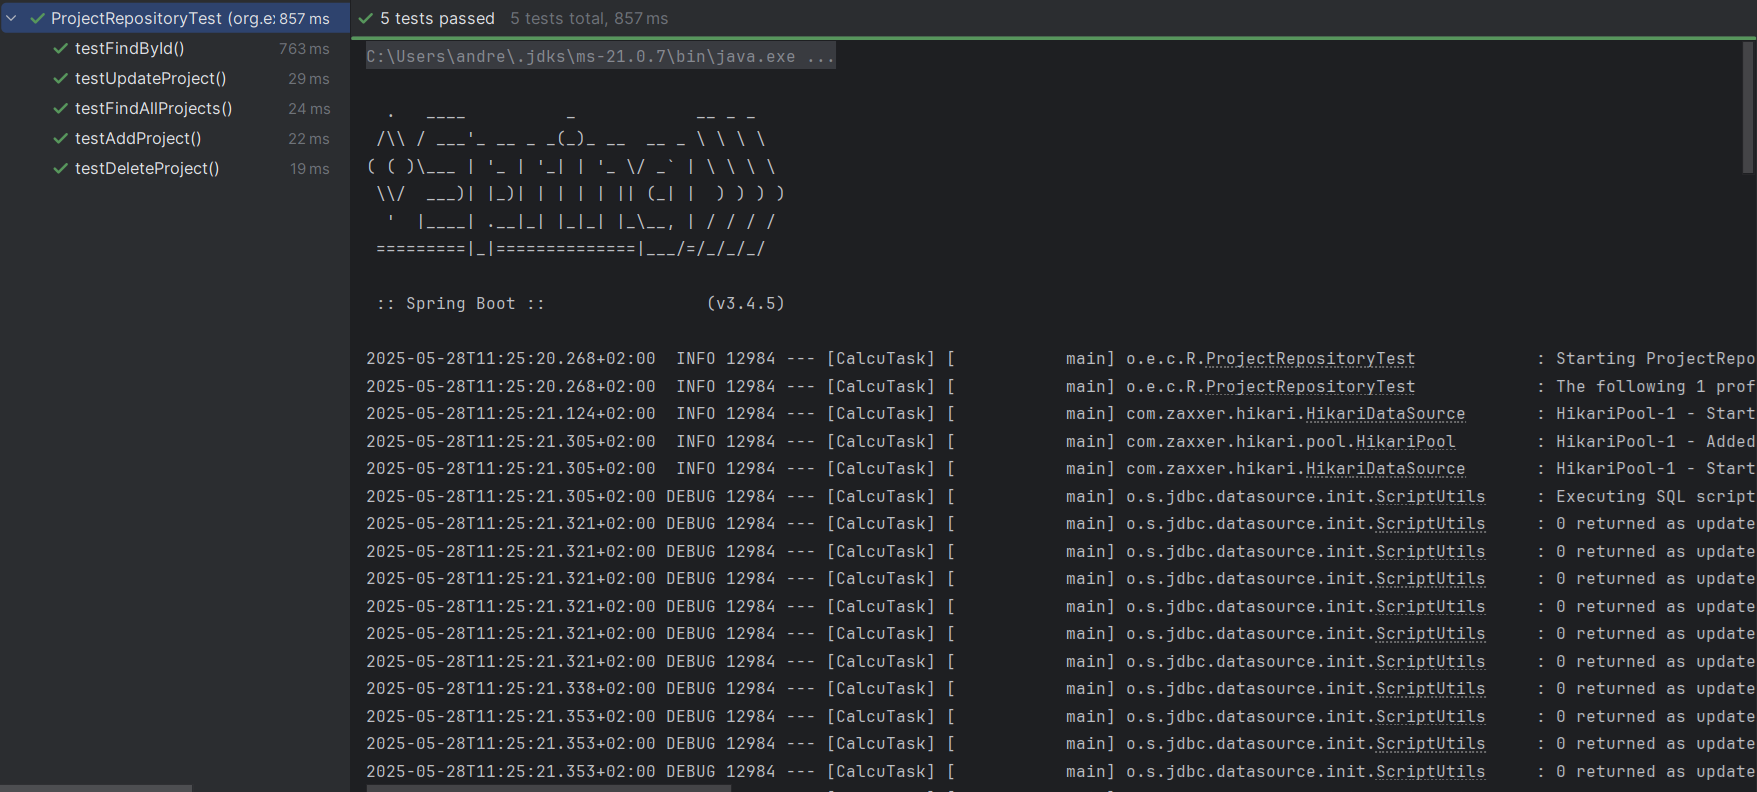 ProjectRepositoryTest (org.e: 857 ms
testFindById() 763 ms
testUpdateProject() 29 ms
testFindAllProjects() 24 ms
testAddProject() 22 ms
testDeleteProject() 19 ms
5 tests passed 5 tests total, 857 ms
C:\Users\andre\.jdks\ms-21.0.7\bin\java.exe ...
  .   ____          _            __ _ _
 /\\ / ___'_ __ _ _(_)_ __  __ _ \ \ \ \
( ( )\___ | '_ | '_| | '_ \/ _` | \ \ \ \
 \\/  ___)| |_)| | | | | || (_| |  ) ) ) )
  '  |____| .__|_| |_|_| |_\__, | / / / /
 =========|_|==============|___/=/_/_/_/
 :: Spring Boot ::                (v3.4.5)
2025-05-28T11:25:20.268+02:00  INFO 12984 --- [CalcuTask] [           main] o.e.c.R.ProjectRepositoryTest            : Starting ProjectRepo
2025-05-28T11:25:20.268+02:00  INFO 12984 --- [CalcuTask] [           main] o.e.c.R.ProjectRepositoryTest            : The following 1 prof
2025-05-28T11:25:21.124+02:00  INFO 12984 --- [CalcuTask] [           main] com.zaxxer.hikari.HikariDataSource       : HikariPool-1 - Start
2025-05-28T11:25:21.305+02:00  INFO 12984 --- [CalcuTask] [           main] com.zaxxer.hikari.pool.HikariPool        : HikariPool-1 - Added
2025-05-28T11:25:21.305+02:00  INFO 12984 --- [CalcuTask] [           main] com.zaxxer.hikari.HikariDataSource       : HikariPool-1 - Start
2025-05-28T11:25:21.305+02:00 DEBUG 12984 --- [CalcuTask] [           main] o.s.jdbc.datasource.init.ScriptUtils     : Executing SQL script
2025-05-28T11:25:21.321+02:00 DEBUG 12984 --- [CalcuTask] [           main] o.s.jdbc.datasource.init.ScriptUtils     : 0 returned as update
2025-05-28T11:25:21.321+02:00 DEBUG 12984 --- [CalcuTask] [           main] o.s.jdbc.datasource.init.ScriptUtils     : 0 returned as update
2025-05-28T11:25:21.321+02:00 DEBUG 12984 --- [CalcuTask] [           main] o.s.jdbc.datasource.init.ScriptUtils     : 0 returned as update
2025-05-28T11:25:21.321+02:00 DEBUG 12984 --- [CalcuTask] [           main] o.s.jdbc.datasource.init.ScriptUtils     : 0 returned as update
2025-05-28T11:25:21.321+02:00 DEBUG 12984 --- [CalcuTask] [           main] o.s.jdbc.datasource.init.ScriptUtils     : 0 returned as update
2025-05-28T11:25:21.321+02:00 DEBUG 12984 --- [CalcuTask] [           main] o.s.jdbc.datasource.init.ScriptUtils     : 0 returned as update
2025-05-28T11:25:21.338+02:00 DEBUG 12984 --- [CalcuTask] [           main] o.s.jdbc.datasource.init.ScriptUtils     : 0 returned as update
2025-05-28T11:25:21.353+02:00 DEBUG 12984 --- [CalcuTask] [           main] o.s.jdbc.datasource.init.ScriptUtils     : 0 returned as update
2025-05-28T11:25:21.353+02:00 DEBUG 12984 --- [CalcuTask] [           main] o.s.jdbc.datasource.init.ScriptUtils     : 0 returned as update
2025-05-28T11:25:21.353+02:00 DEBUG 12984 --- [CalcuTask] [           main] o.s.jdbc.datasource.init.ScriptUtils     : 0 returned as update